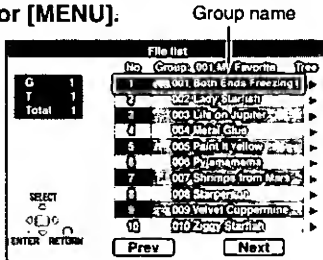 or [MENU].
Group name
File list
No. Group: 001 My Favorite Tree
G 1
T 1
Total 1
1 001 Both Ends Freezing
2 002 Lady Starfish
3 003 Life on Jupiter
4 004 Metal Glue
5 005 Paint It Yellow
6 006 Pyjamamama
7 007 Shrimps from Mars
8 008 Starperson
9 009 Velvet Cuppermine
10 010 Ziggy Starfish
SELECT
ENTER RETURN
Prev Next